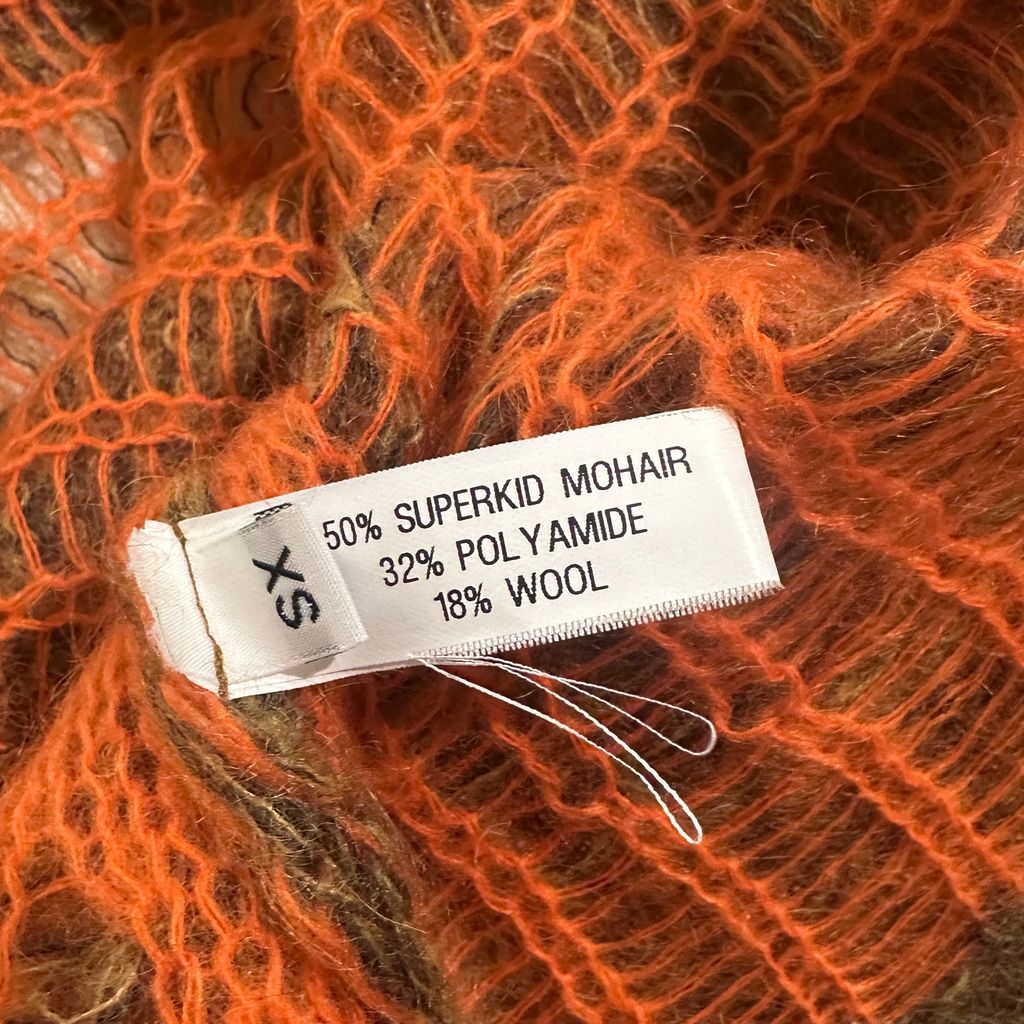 50% SUPERKID MOHAIR
32% POLYAMIDE
18% WOOL
XS